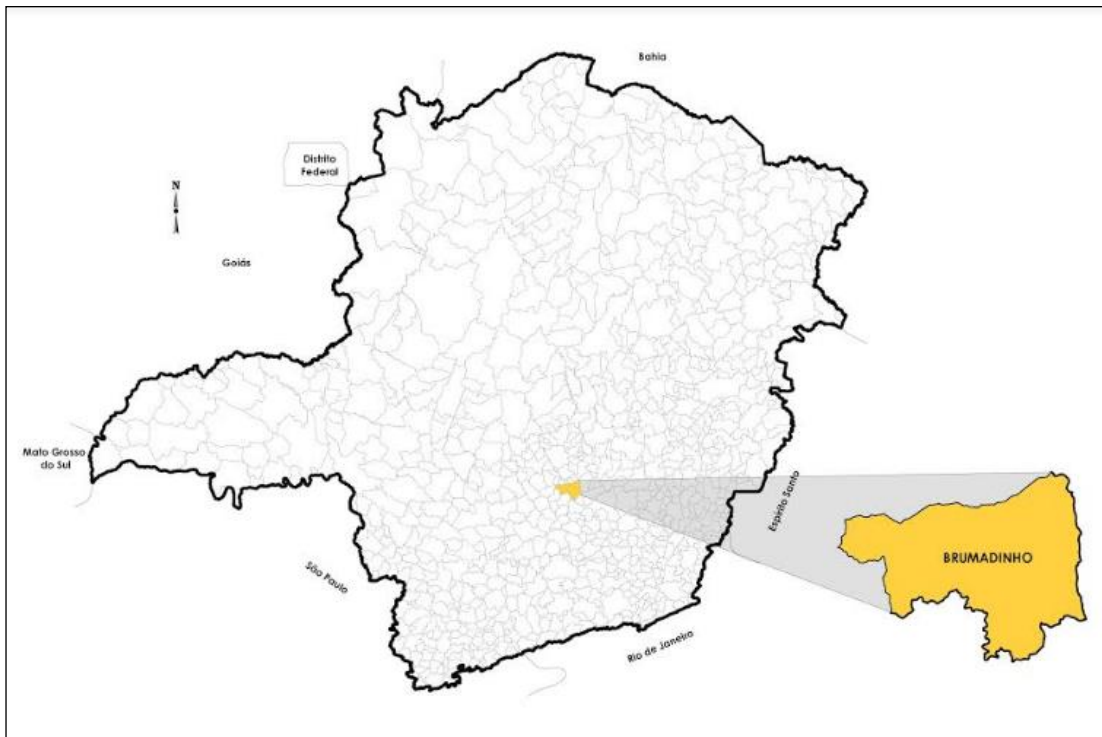 Bahia
Distrito
Federal
N
Goiás
Mato Grosso
do Sul
Espírito Santo
BRUMADINHO
São Paulo
Rio de Janeiro